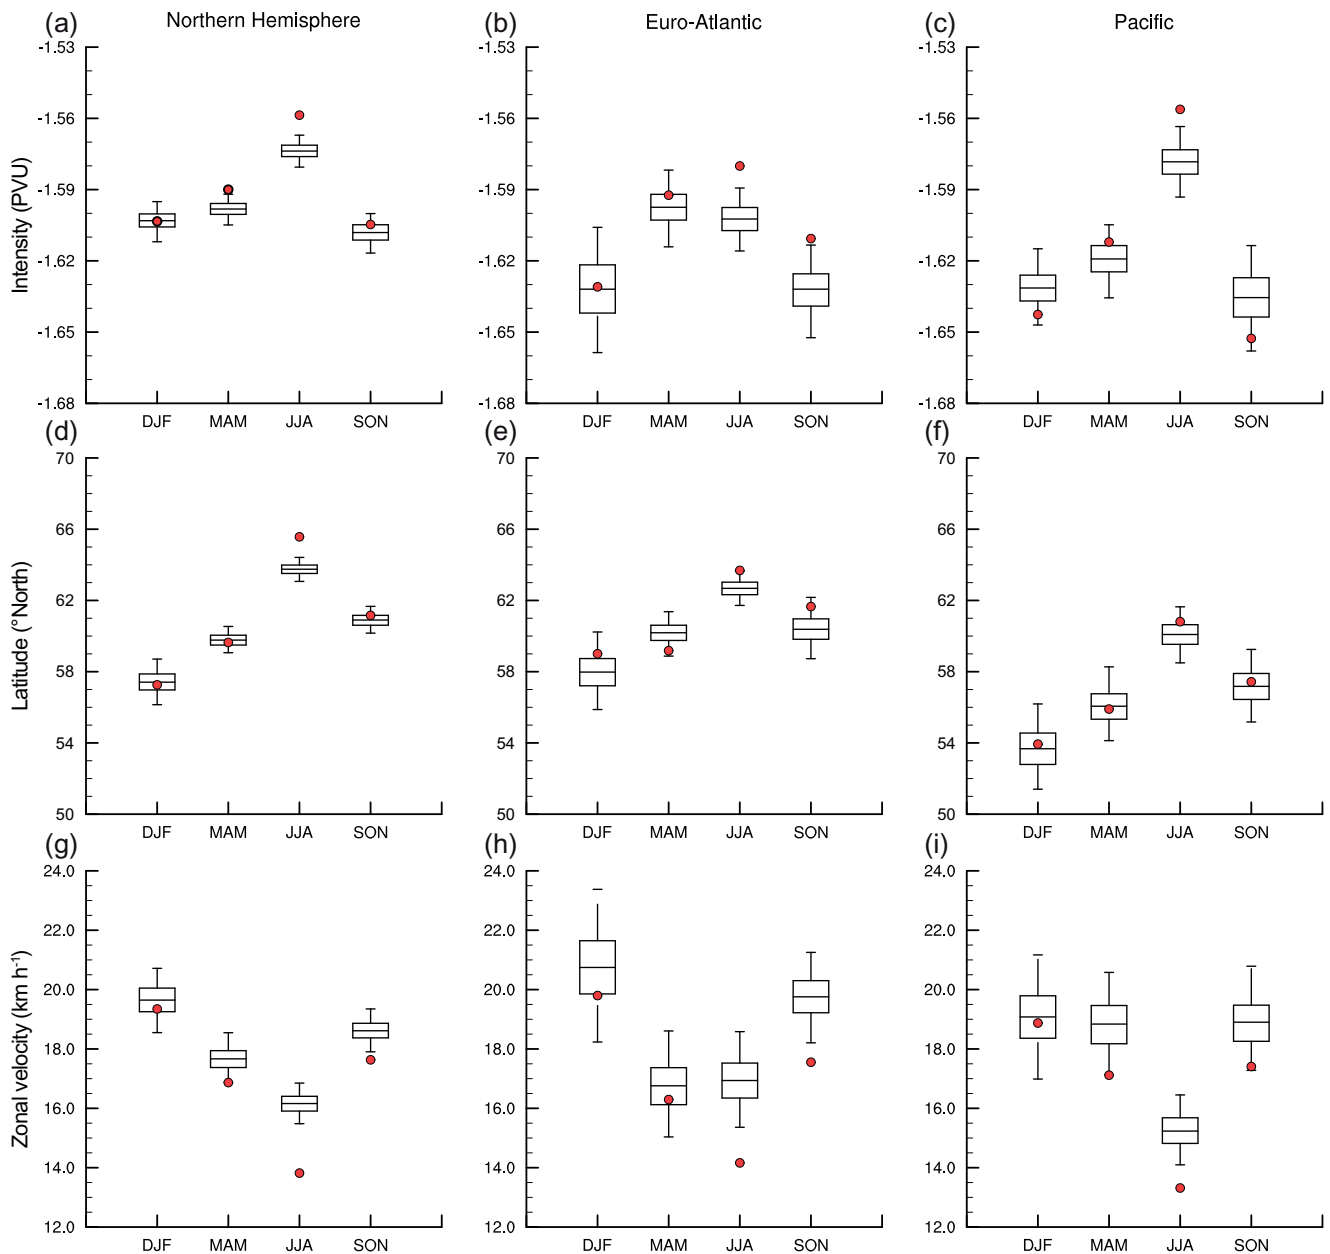 (a) Northern Hemisphere (b) Euro-Atlantic (c) Pacific
Intensity (PVU)
-1.53 -1.53 -1.53
-1.56 -1.56 -1.56
-1.59 -1.59 -1.59
-1.62 -1.62 -1.62
-1.65 -1.65 -1.65
-1.68 -1.68 -1.68
DJF MAM JJA SON DJF MAM JJA SON DJF MAM JJA SON
(d) (e) (f)
Latitude (°North)
70 70 70
66 66 66
62 62 62
58 58 58
54 54 54
50 50 50
DJF MAM JJA SON DJF MAM JJA SON DJF MAM JJA SON
(g) (h) (i)
Zonal velocity (km h⁻¹)
24.0 24.0 24.0
22.0 22.0 22.0
20.0 20.0 20.0
18.0 18.0 18.0
16.0 16.0 16.0
14.0 14.0 14.0
12.0 12.0 12.0
DJF MAM JJA SON DJF MAM JJA SON DJF MAM JJA SON